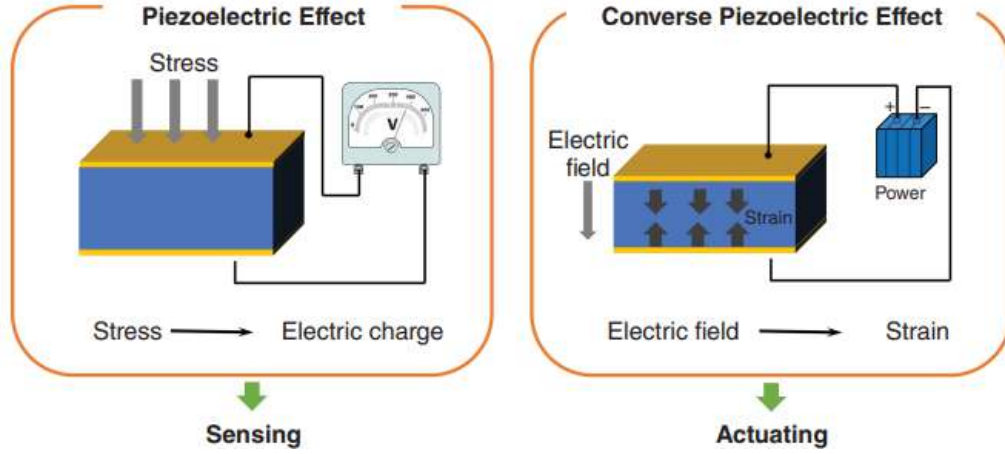 Piezoelectric Effect
Stress
V
Stress
Electric charge
Sensing
Converse Piezoelectric Effect
+ −
Electric
field
Power
Strain
Electric field
Strain
Actuating